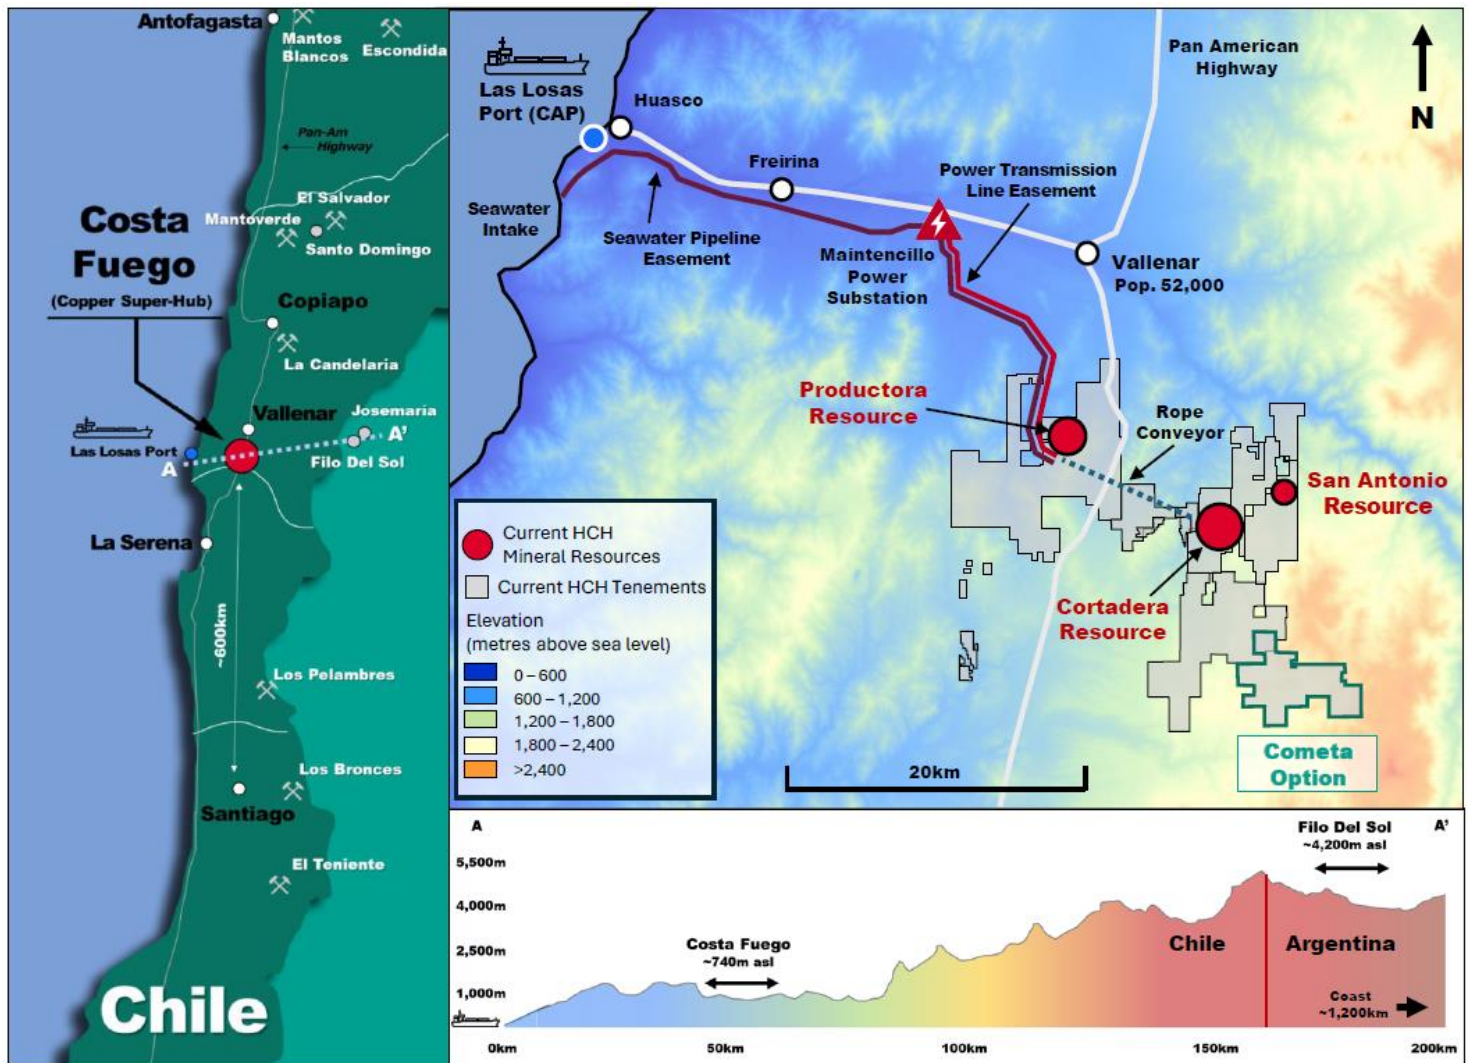 Antofagasta
Mantos
Blancos
Escondida
Pan-Am
Highway
El Salvador
Mantoverde
Santo Domingo
Costa
Fuego
(Copper Super-Hub)
Copiapo
La Candelaria
Vallenar
Josemaria
A'
Las Losas Port
A
Filo Del Sol
La Serena
~600km
Los Pelambres
Los Bronces
Santiago
El Teniente
Chile
Las Losas
Port (CAP)
Huasco
Freirina
Pan American
Highway
N
Power Transmission
Line Easement
Seawater
Intake
Seawater Pipeline
Easement
Maintencillo
Power
Substation
Vallenar
Pop. 52,000
Productora
Resource
Rope
Conveyor
San Antonio
Resource
Cortadera
Resource
Cometa
Option
20km
Current HCH
Mineral Resources
Current HCH Tenements
Elevation
(metres above sea level)
0 – 600
600 – 1,200
1,200 – 1,800
1,800 – 2,400
>2,400
A
A'
Filo Del Sol
~4,200m asl
5,500m
4,000m
2,500m
1,000m
Costa Fuego
~740m asl
Chile
Argentina
Coast
~1,200km
0km
50km
100km
150km
200km